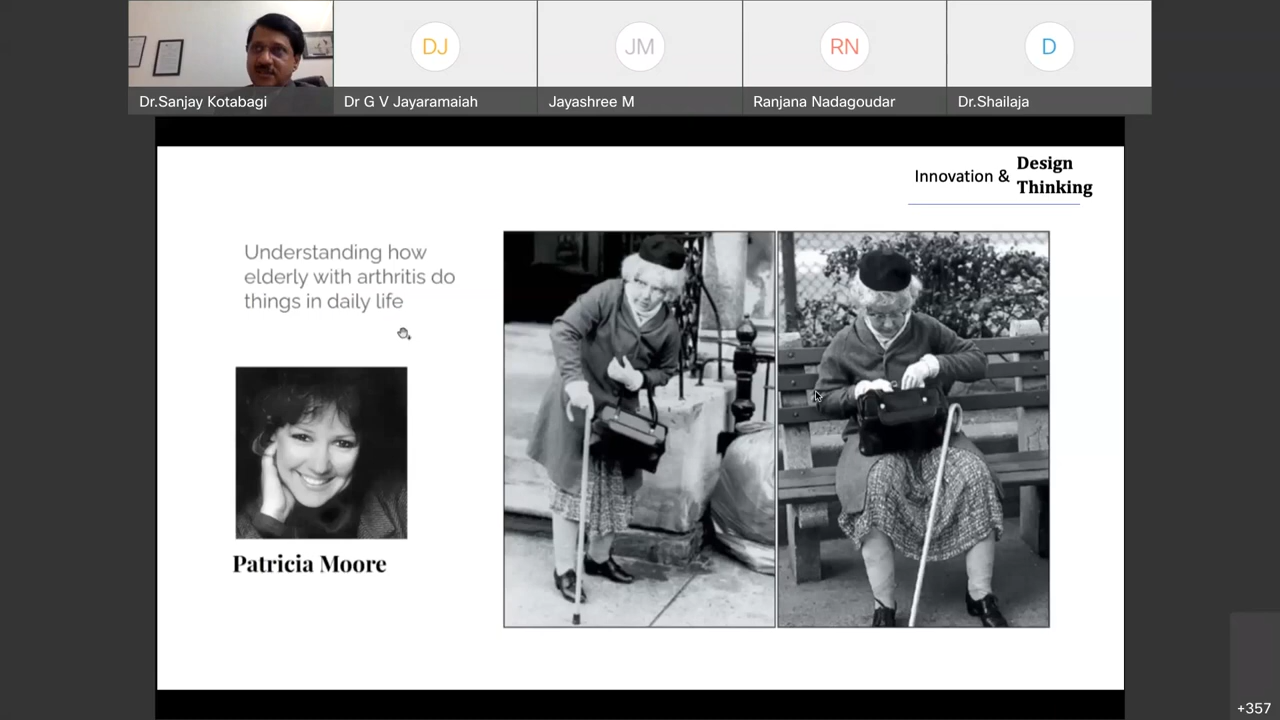 DJ
JM
RN
D
Dr.Sanjay Kotabagi
Dr G V Jayaramaiah
Jayashree M
Ranjana Nadagoudar
Dr.Shailaja
Innovation & Design
Thinking
Understanding how
elderly with arthritis do
things in daily life
Patricia Moore
+357